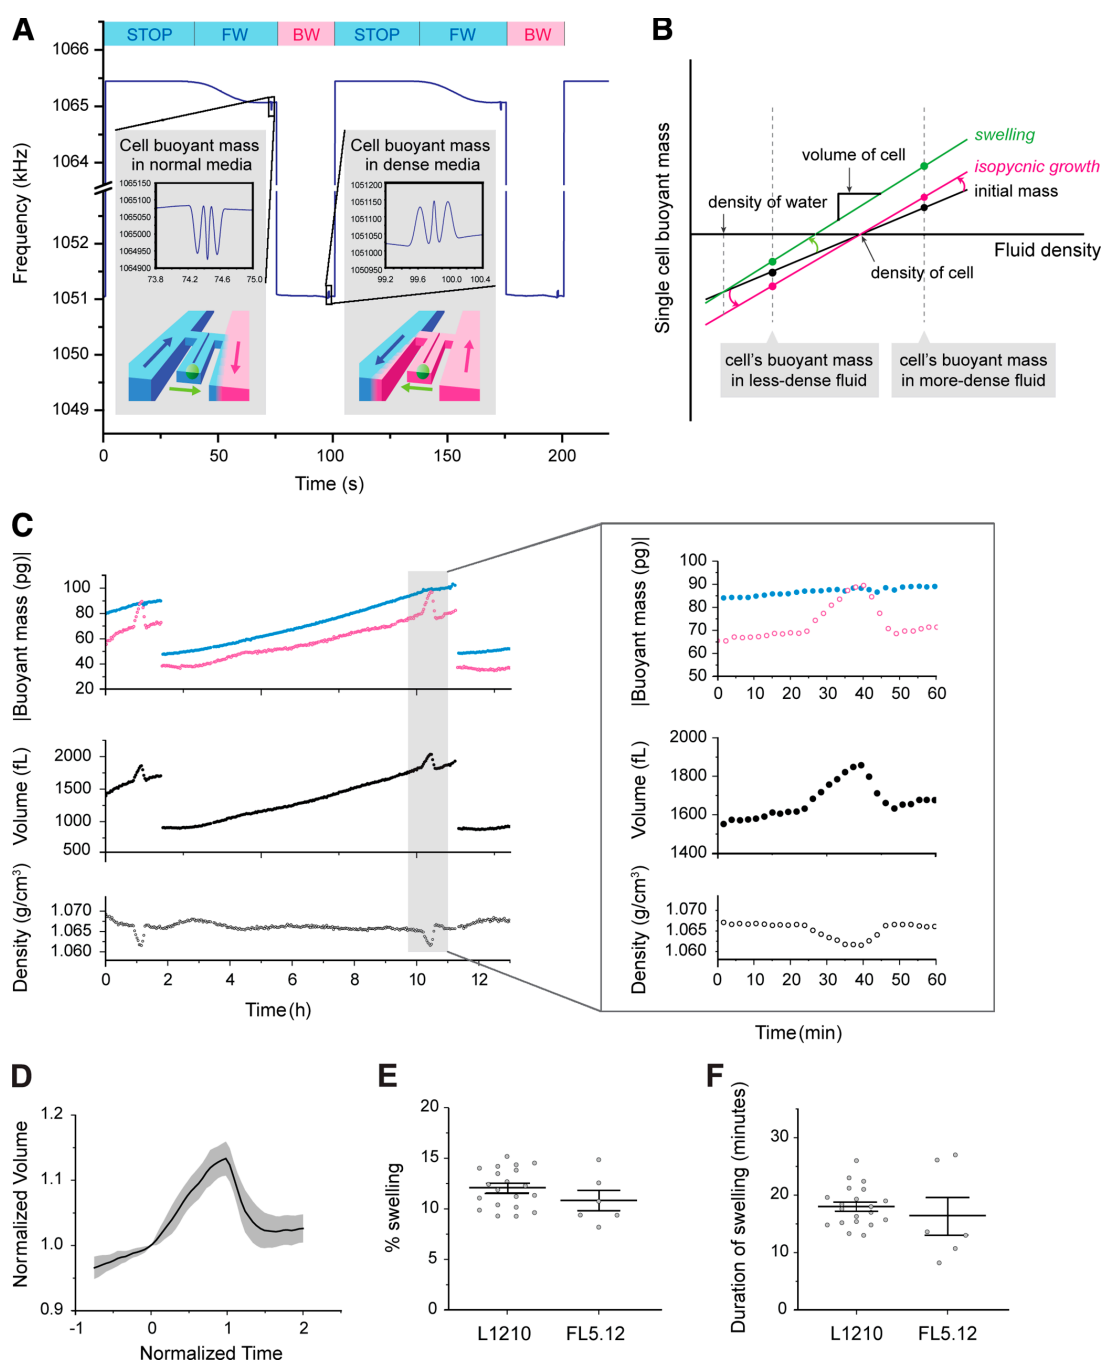 A
STOP
FW
BW
STOP
FW
BW
1066
1065
1064
1052
1051
1050
1049
Frequency (kHz)
Cell buoyant mass
in normal media
1065150
1065100
1065050
1065000
1064950
1064900
73.8
74.2
74.6
75.0
Cell buoyant mass
in dense media
1051200
1051150
1051100
1051050
1051000
1050950
99.2
99.6
100.0
100.4
0
50
100
150
200
Time (s)
B
Single cell buoyant mass
swelling
isopycnic growth
initial mass
volume of cell
density of water
Fluid density
density of cell
cell's buoyant mass
in less-dense fluid
cell's buoyant mass
in more-dense fluid
C
|Buoyant mass (pg)|
100
80
60
40
20
Volume (fL)
2000
1500
1000
500
Density (g/cm³)
1.070
1.065
1.060
0
2
4
6
8
10
12
Time (h)
|Buoyant mass (pg)|
100
90
80
70
60
50
0
10
20
30
40
50
60
Volume (fL)
2000
1800
1600
1400
Density (g/cm³)
1.070
1.065
1.060
0
10
20
30
40
50
60
Time (min)
D
Normalized Volume
1.2
1.1
1.0
0.9
-1
0
1
2
Normalized Time
E
% swelling
20
15
10
5
0
L1210
FL5.12
F
Duration of swelling (minutes)
30
20
10
0
L1210
FL5.12